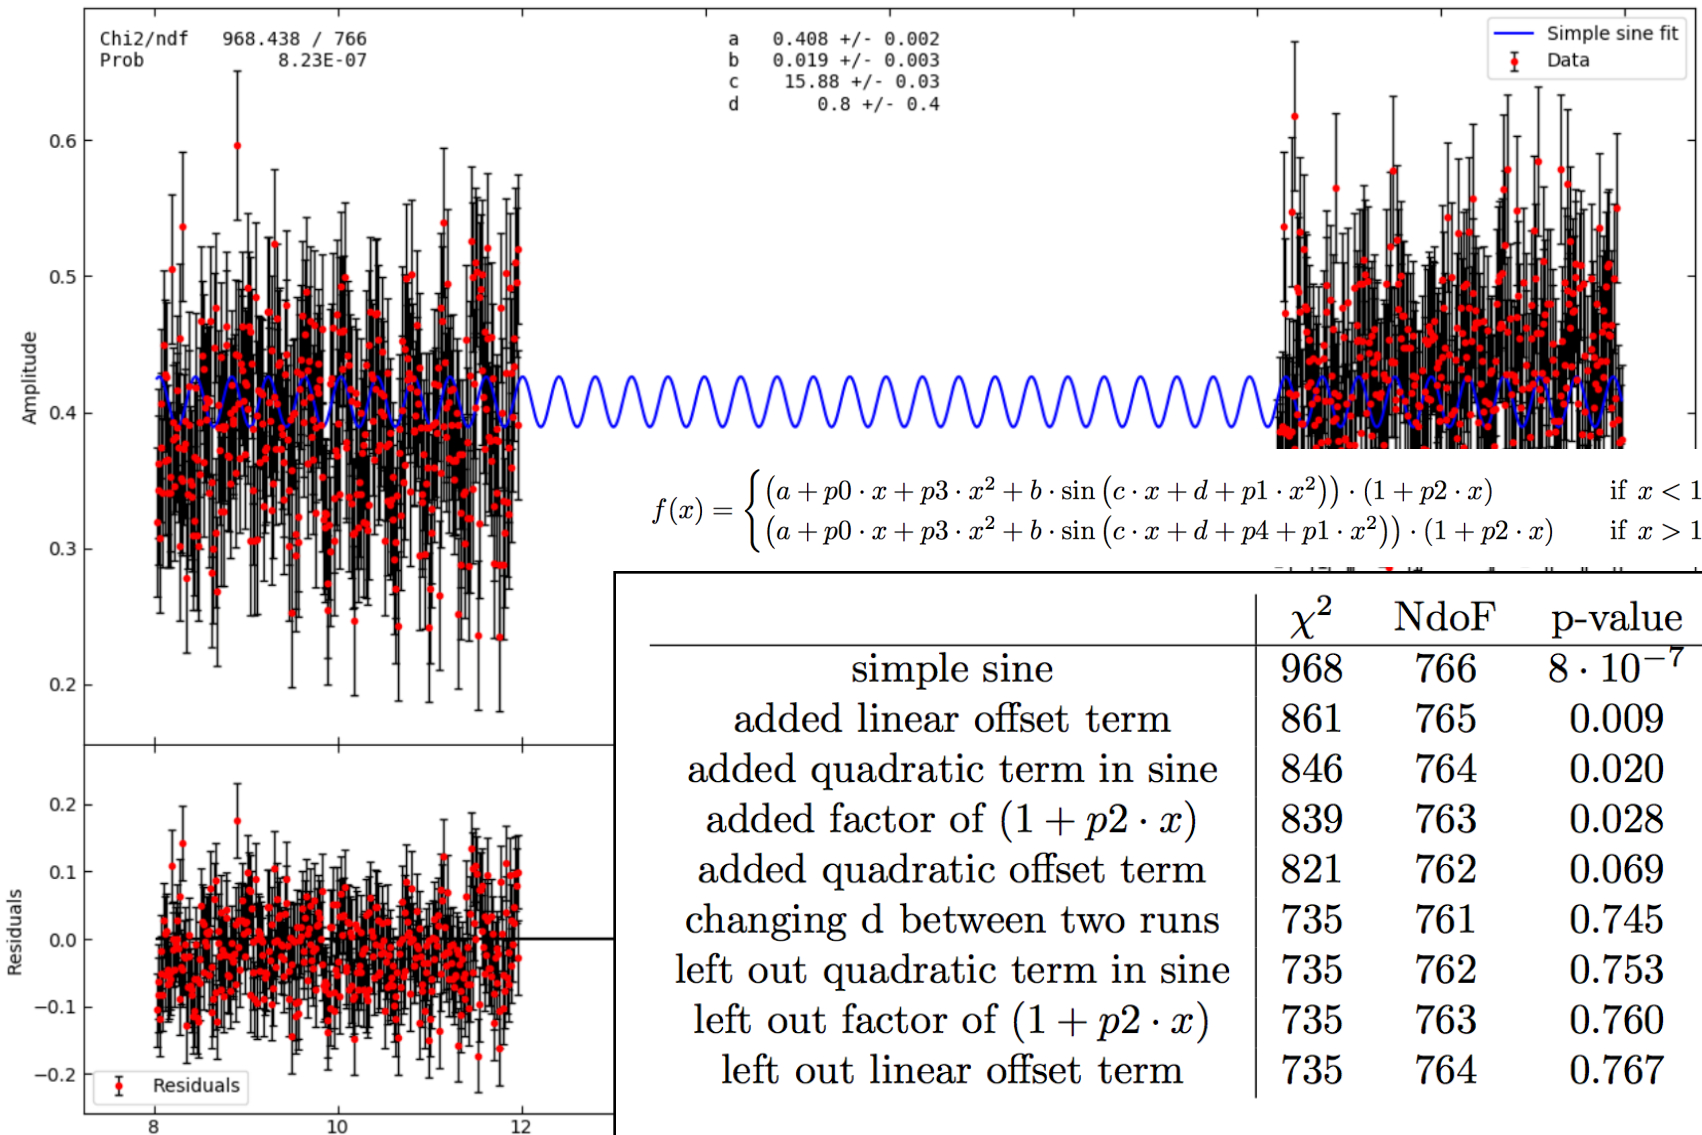 Chi2/ndf 968.438 / 766
Prob 8.23E-07
a 0.408 +/- 0.002
b 0.019 +/- 0.003
c 15.88 +/- 0.03
d 0.8 +/- 0.4
Simple sine fit
Data
Amplitude
0.6
0.5
0.4
0.3
0.2
f(x) = { (a + p0 · x + p3 · x² + b · sin (c · x + d + p1 · x²)) · (1 + p2 · x) if x < 1
(a + p0 · x + p3 · x² + b · sin (c · x + d + p4 + p1 · x²)) · (1 + p2 · x) if x > 1
χ² NdoF p-value
simple sine 968 766 8 · 10⁻⁷
added linear offset term 861 765 0.009
added quadratic term in sine 846 764 0.020
added factor of (1 + p2 · x) 839 763 0.028
added quadratic offset term 821 762 0.069
changing d between two runs 735 761 0.745
left out quadratic term in sine 735 762 0.753
left out factor of (1 + p2 · x) 735 763 0.760
left out linear offset term 735 764 0.767
Residuals
0.2
0.1
0.0
−0.1
−0.2
Residuals
8 10 12